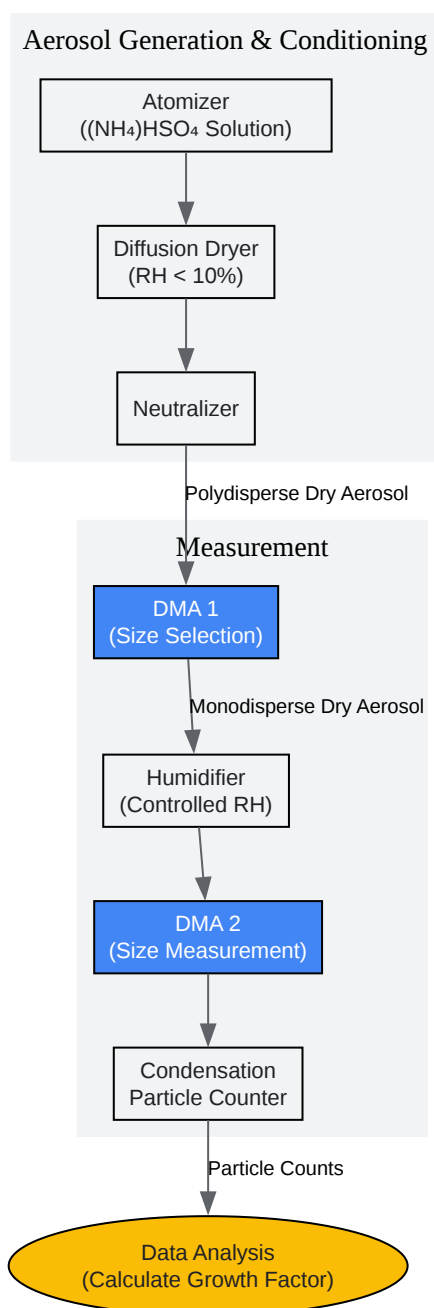 Aerosol Generation & Conditioning
Atomizer
((NH₄)HSO₄ Solution)
Diffusion Dryer
(RH < 10%)
Neutralizer
Polydisperse Dry Aerosol
Measurement
DMA 1
(Size Selection)
Monodisperse Dry Aerosol
Humidifier
(Controlled RH)
DMA 2
(Size Measurement)
Condensation
Particle Counter
Particle Counts
Data Analysis
(Calculate Growth Factor)